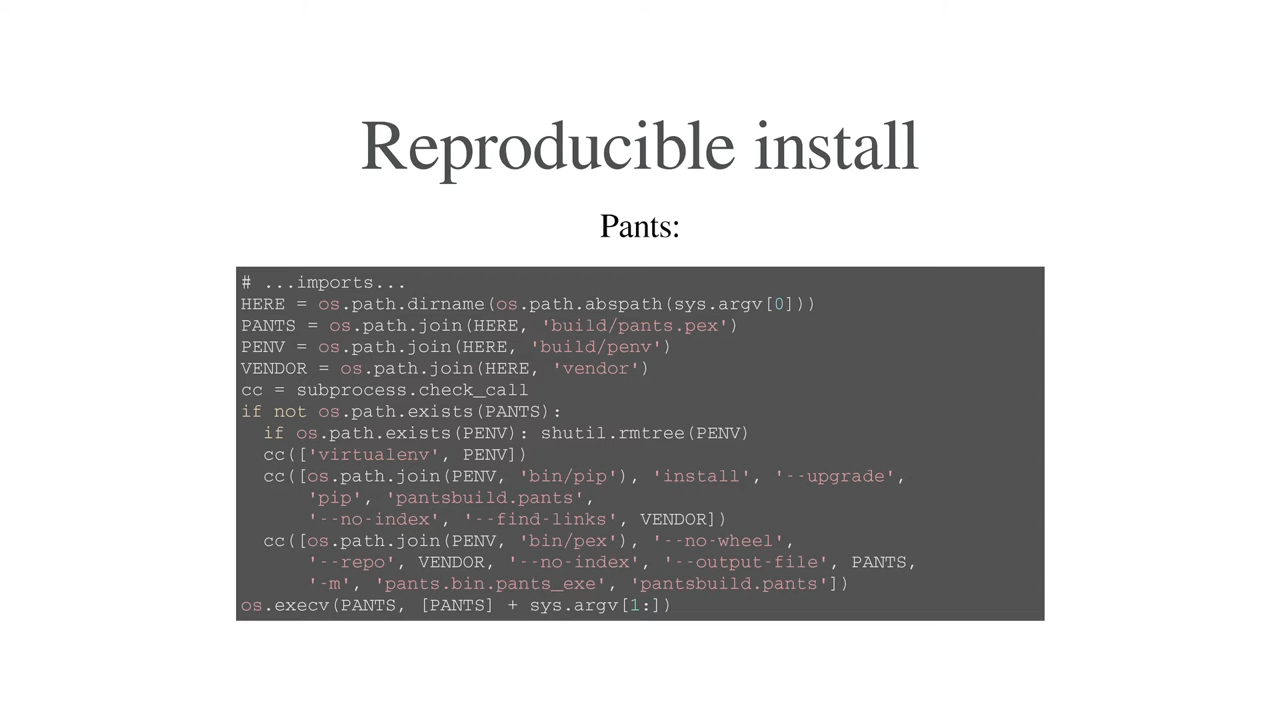 Reproducible install
Pants:
# ...imports...
HERE = os.path.dirname(os.path.abspath(sys.argv[0]))
PANTS = os.path.join(HERE, 'build/pants.pex')
PENV = os.path.join(HERE, 'build/penv')
VENDOR = os.path.join(HERE, 'vendor')
cc = subprocess.check_call
if not os.path.exists(PANTS):
  if os.path.exists(PENV): shutil.rmtree(PENV)
  cc(['virtualenv', PENV])
  cc([os.path.join(PENV, 'bin/pip'), 'install', '--upgrade',
      'pip', 'pantsbuild.pants',
      '--no-index', '--find-links', VENDOR])
  cc([os.path.join(PENV, 'bin/pex'), '--no-wheel',
      '--repo', VENDOR, '--no-index', '--output-file', PANTS,
      '-m', 'pants.bin.pants_exe', 'pantsbuild.pants'])
os.execv(PANTS, [PANTS] + sys.argv[1:])